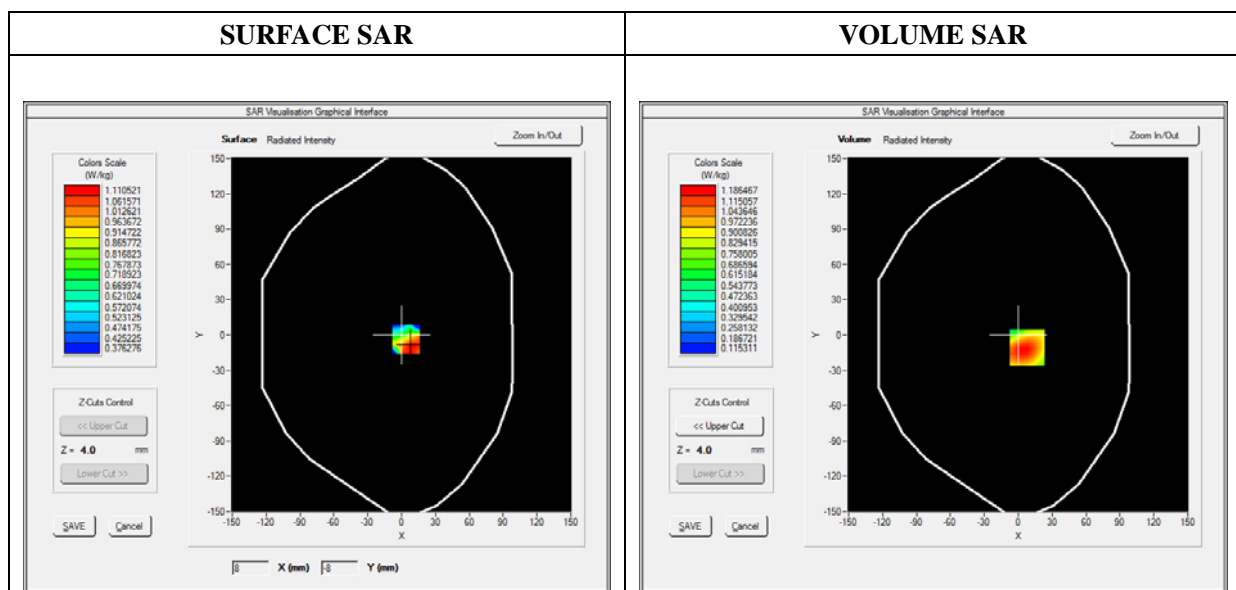 SURFACE SAR
VOLUME SAR
SAR Visualisation Graphical Interface
Surface Radiated Intensity
Zoom In/Out
Colors Scale
(W/kg)
1.110521
1.061571
1.012621
0.963672
0.914722
0.865772
0.816823
0.767873
0.718923
0.669974
0.621024
0.572074
0.523125
0.474175
0.425225
0.376276
150
120
90
60
30
0
-30
-60
-90
-120
-150
Y
-150 -120 -90 -60 -30 0 30 60 90 120 150
X
Z-Cuts Control
<< Upper Cut
Z = 4.0 mm
Lower Cut >>
SAVE Cancel
8 X (mm) -8 Y (mm)
SAR Visualisation Graphical Interface
Volume Radiated Intensity
Zoom In/Out
Colors Scale
(W/kg)
1.186467
1.115057
1.043646
0.972236
0.900826
0.829415
0.758005
0.686594
0.615184
0.543773
0.472363
0.400953
0.329542
0.258132
0.186721
0.115311
150
120
90
60
30
0
-30
-60
-90
-120
-150
Y
-150 -120 -90 -60 -30 0 30 60 90 120 150
X
Z-Cuts Control
<< Upper Cut
Z = 4.0 mm
Lower Cut >>
SAVE Cancel